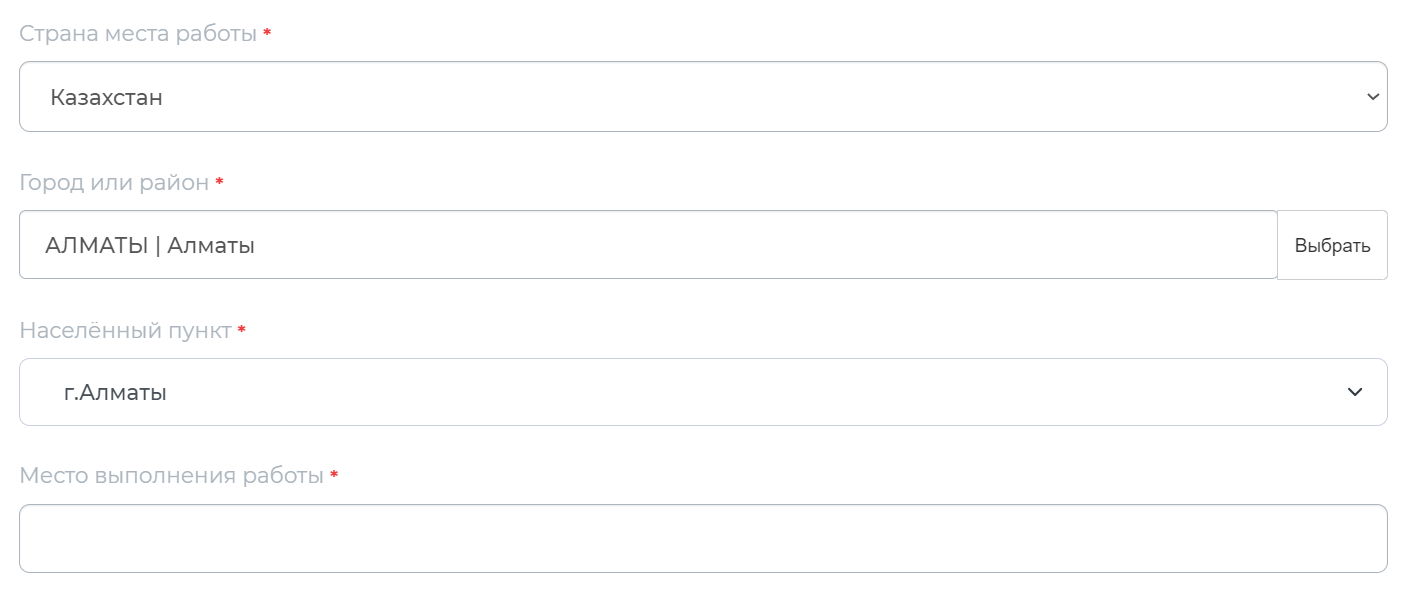 Страна места работы *
Казахстан
Город или район *
АЛМАТЫ | Алматы
Выбрать
Населённый пункт *
г.Алматы
Место выполнения работы *